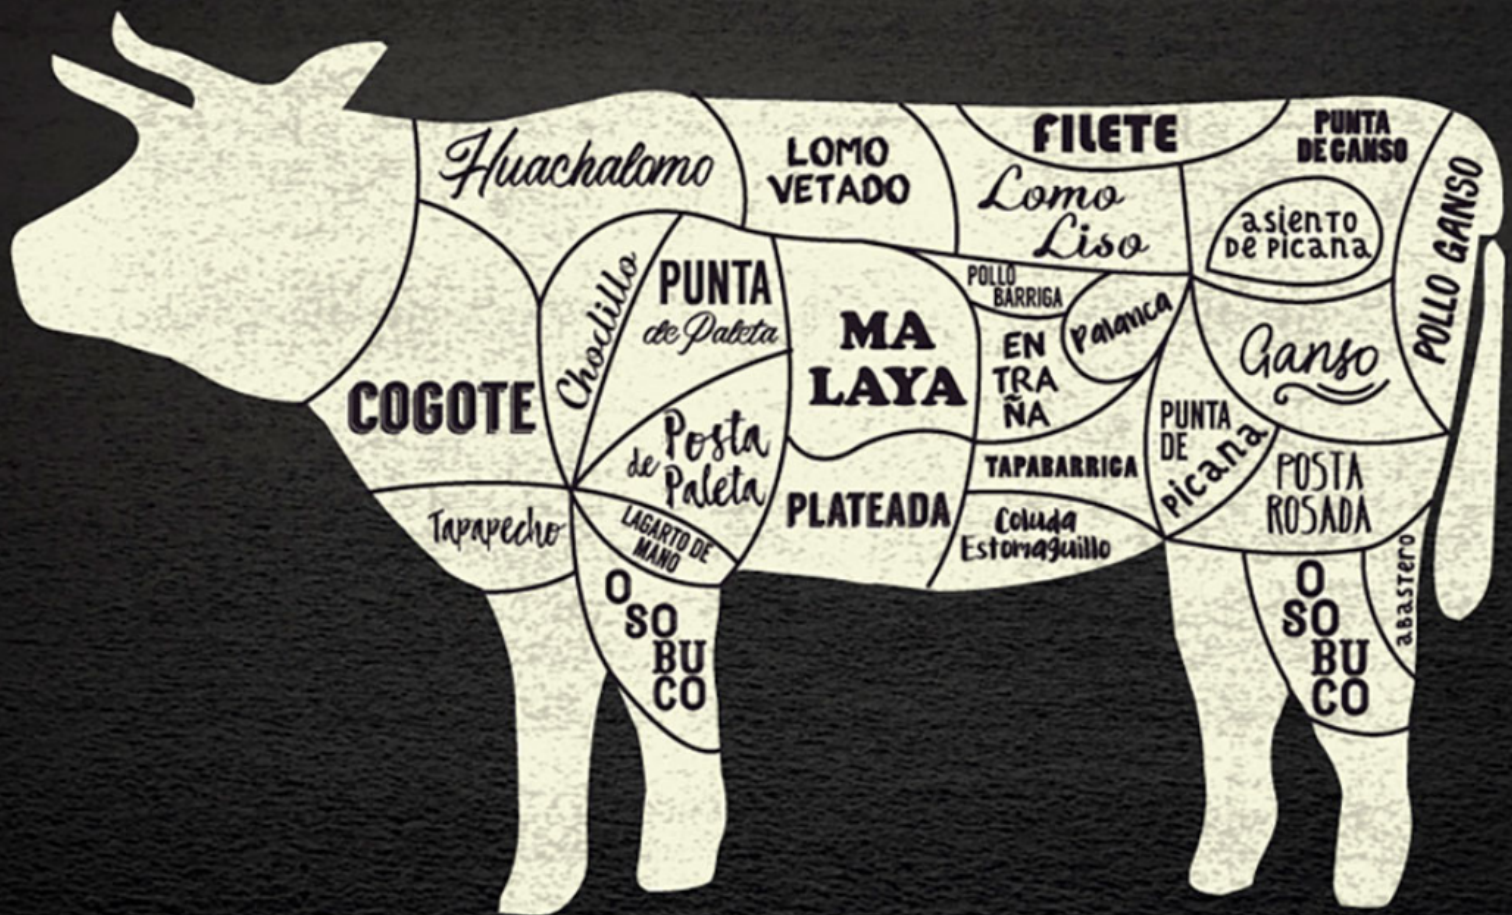 Huachalomo
LOMO
VETADO
FILETE
Lomo
Liso
PUNTA
DE GANSO
asiento
De Picana
POLLO GANSO
COGOTE
Choclillo
PUNTA
de Paleta
MA
LAYA
POLLO
BARRIGA
Palanca
EN
TRA
ÑA
Ganso
Posta
de Paleta
PLATEADA
TAPABARRIGA
PUNTA
DE
Picana
POSTA
ROSADA
Tapapecho
LAGARTO DE
MANO
Coluda
Estomaguillo
O
SO
BU
CO
O
SO
BU
CO
aBasTero